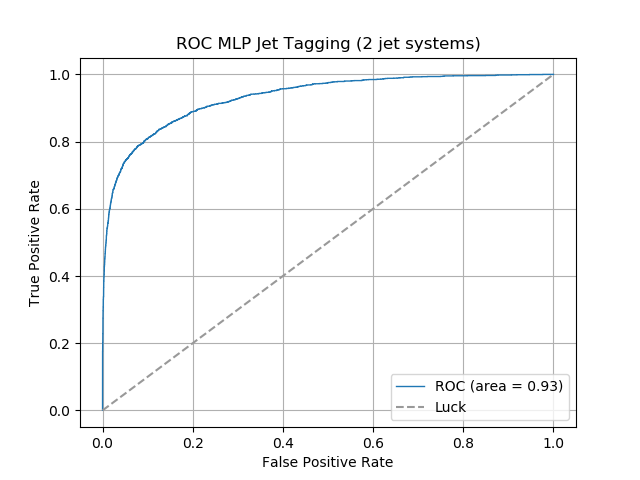 ROC MLP Jet Tagging (2 jet systems)
1.0
0.8
0.6
0.4
0.2
0.0
True Positive Rate
0.0 0.2 0.4 0.6 0.8 1.0
False Positive Rate
ROC (area = 0.93)
Luck